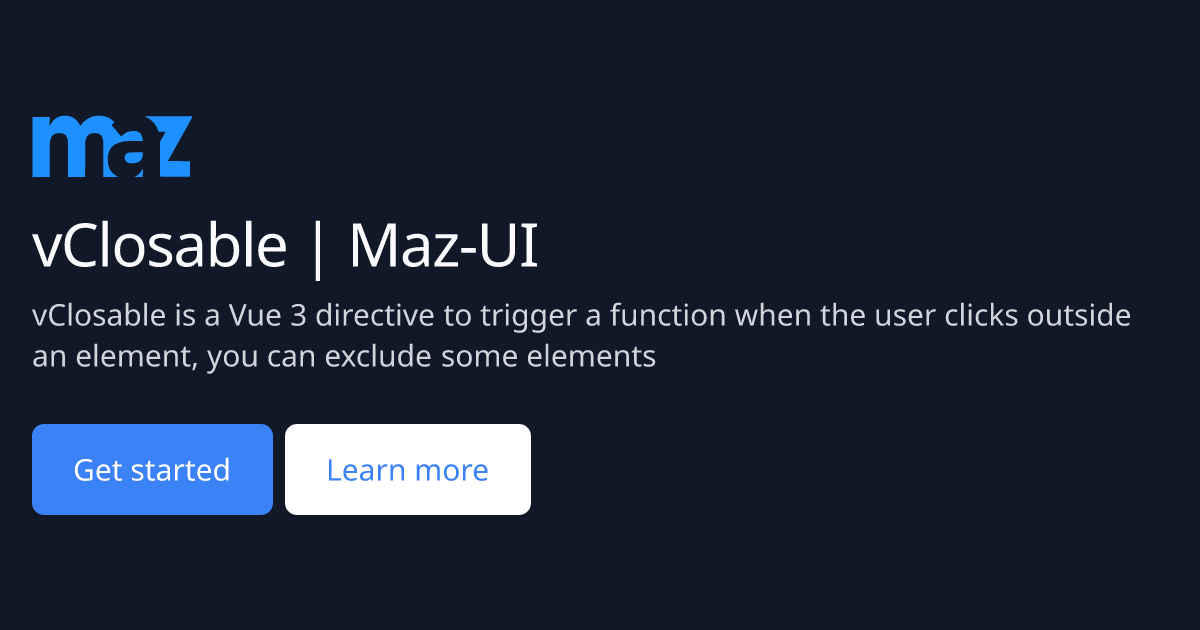 maz
vClosable | Maz-UI
vClosable is a Vue 3 directive to trigger a function when the user clicks outside
an element, you can exclude some elements
Get started
Learn more